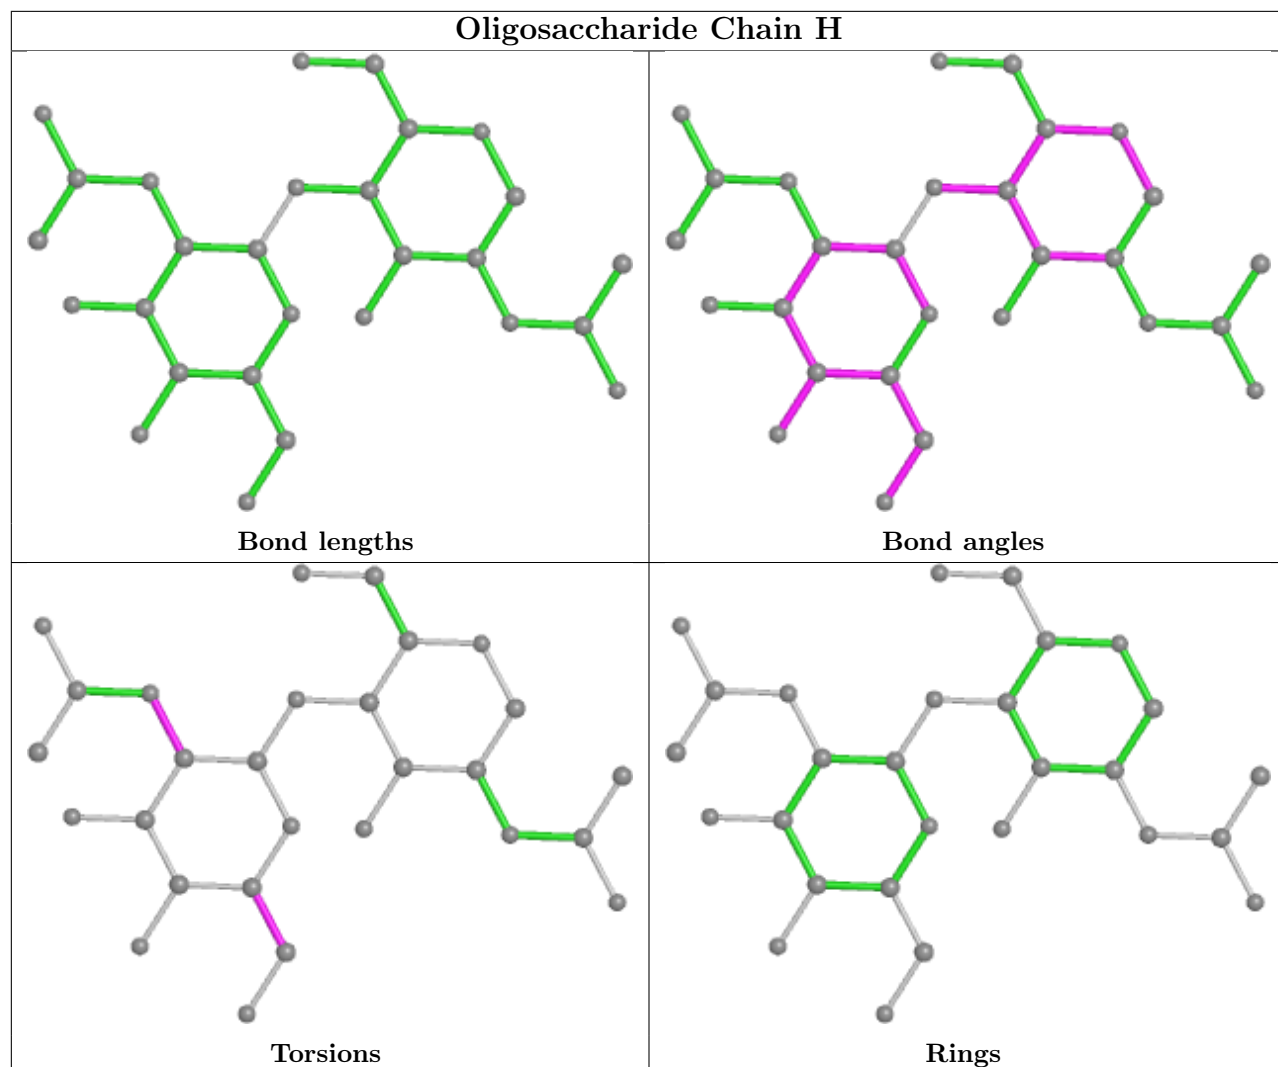 Oligosaccharide Chain H
Bond lengths
Bond angles
Torsions
Rings